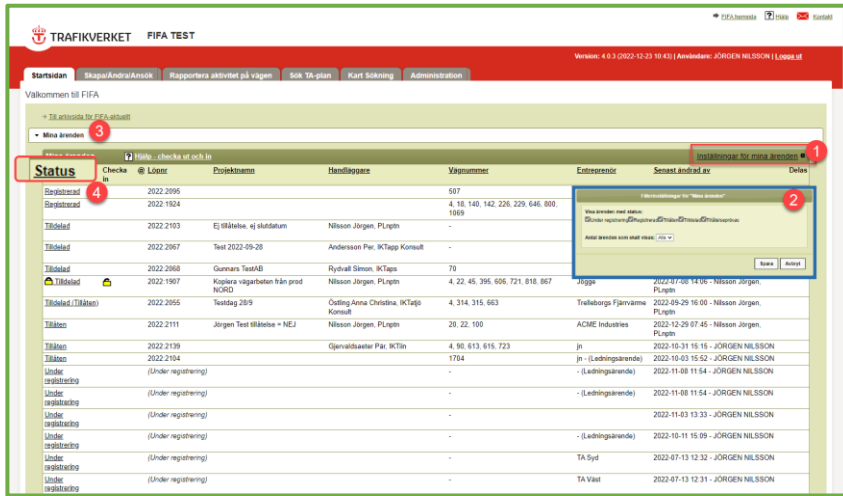 FIFA hemsida Hjälp Kontakt
TRAFIKVERKET FIFA TEST
Version: 4.0.3 (2022-12-23 10:43) | Användare: JÖRGEN NILSSON | Logga ut
Startsidan Skapa/Ändra/Ansök Rapportera aktivitet på vägen Sök TA-plan Kart Sökning Administration
Välkommen till FIFA
Till arkivsida för FIFA-aktuellt
Mina ärenden 3
Mina ärenden ? Hjälp - checka ut och in Inställningar för mina ärenden 1
Status Checka in @ Löpnr Projektnamn Handläggare Vägnummer Entreprenör Senast ändrad av Delas
4
2
Filterinställningar för "Mina ärenden"
Visa ärenden med status:
Under registrering Registrerad Tillåten Tilldelad Tillåtelseprövas
Antal ärenden som skall visas: Alla
Spara Avbryt
Registrerad 2022:2095 507
Registrerad 2022:1924 4, 18, 140, 142, 226, 229, 646, 800,
1069
Tilldelad 2022:2103 Ej tillåtelse, ej slutdatum Nilsson Jörgen, PLnptn -
Tilldelad 2022:2067 Test 2022-09-28 Andersson Per, IKTapp Konsult -
Tilldelad 2022:2068 Gunnars TestAB Rydvall Simon, IKTaps 70
Tilldelad 2022:1907 Kopiera vägarbeten från prod Nilsson Jörgen, PLnptn 4, 22, 45, 395, 606, 721, 818, 867 Jögge 2022-07-08 14:06 - Nilsson Jörgen,
NORD PLnptn
Tilldelad (Tillåten) 2022:2055 Testdag 28/9 Östling Anna Christina, IKTatjö 4, 314, 315, 663 Trelleborgs Fjärrvärme 2022-09-29 16:00 - Nilsson Jörgen,
Konsult PLnptn
Tillåten 2022:2111 Jörgen Test tillåtelse = NEJ Nilsson Jörgen, PLnptn 20, 22, 100 ACME Industries 2022-12-29 07:45 - Nilsson Jörgen,
PLnptn
Tillåten 2022:2139 Gjervaldsaeter Pär, IKTlin 4, 90, 613, 615, 723 jn 2022-10-31 15:15 - JÖRGEN NILSSON
Tillåten 2022:2104 1704 jn - (Ledningsärende) 2022-10-03 15:52 - JÖRGEN NILSSON
Under (Under registrering) - - (Ledningsärende) 2022-11-08 11:54 - JÖRGEN NILSSON
registrering
Under (Under registrering) - - (Ledningsärende) 2022-11-08 11:54 - JÖRGEN NILSSON
registrering
Under (Under registrering) 2022-11-03 13:33 - JÖRGEN NILSSON
registrering
Under (Under registrering) - - (Ledningsärende) 2022-10-11 15:09 - JÖRGEN NILSSON
registrering
Under (Under registrering) - TA Syd 2022-07-13 12:32 - JÖRGEN NILSSON
registrering
Under (Under registrering) - TA Väst 2022-07-13 12:31 - JÖRGEN NILSSON
registrering